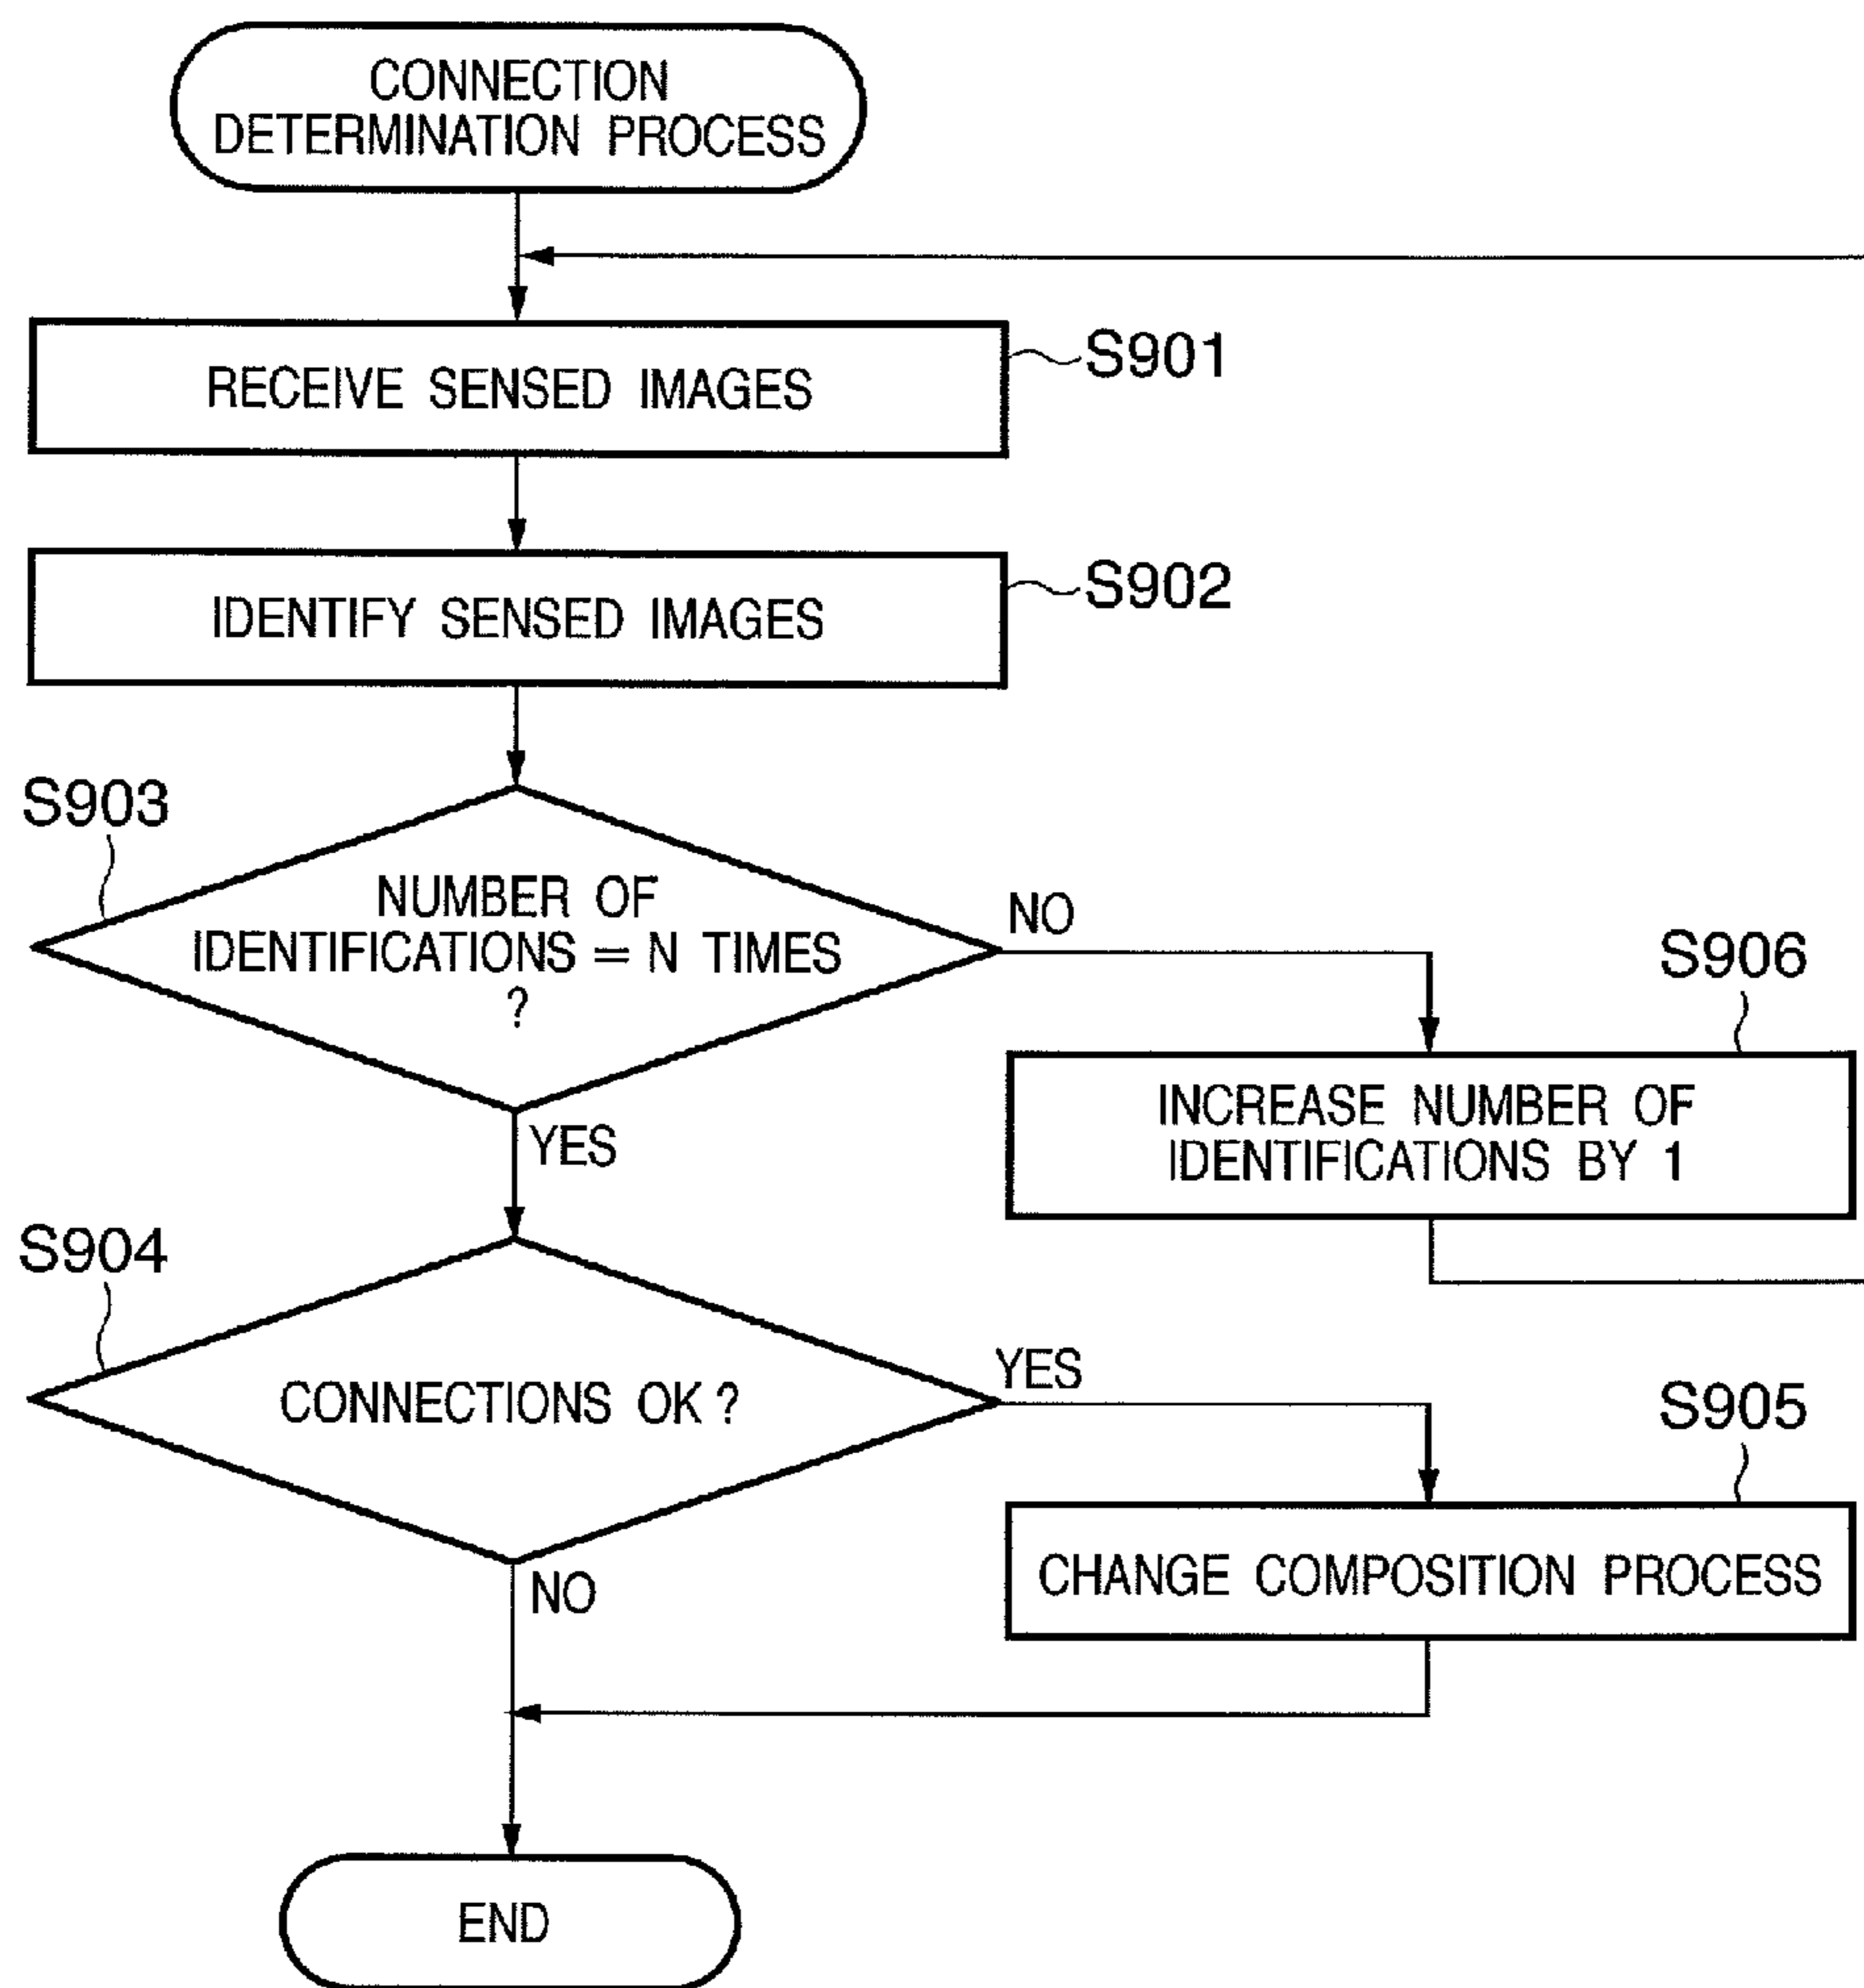 CONNECTION
DETERMINATION PROCESS
RECEIVE SENSED IMAGES
S901
IDENTIFY SENSED IMAGES
S902
S903
NUMBER OF
IDENTIFICATIONS = N TIMES
?
NO
YES
S906
INCREASE NUMBER OF
IDENTIFICATIONS BY 1
S904
CONNECTIONS OK ?
YES
NO
S905
CHANGE COMPOSITION PROCESS
END